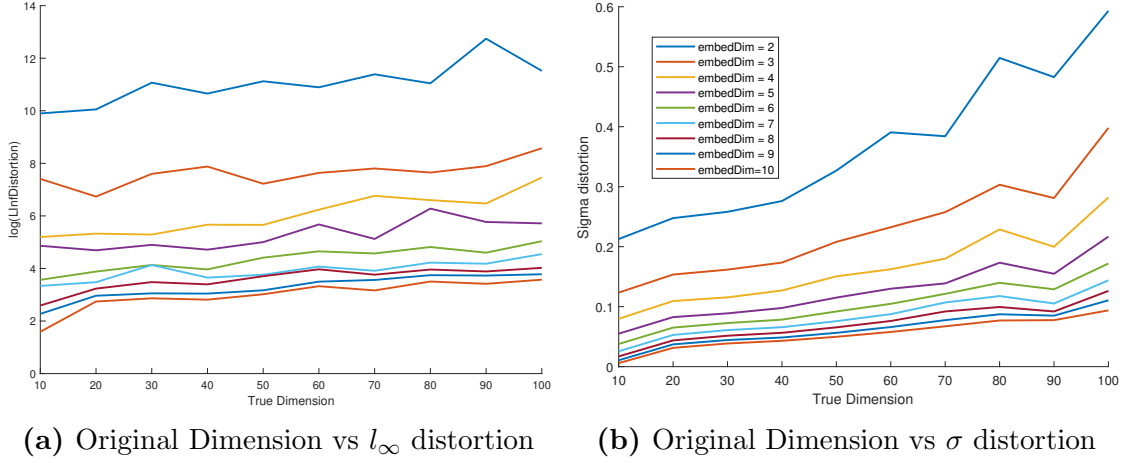 14
12
10
8
6
4
2
0
log(LInfDistortion)
10 20 30 40 50 60 70 80 90 100
True Dimension
0.6
0.5
0.4
0.3
0.2
0.1
0
Sigma distortion
embedDim = 2
embedDim = 3
embedDim = 4
embedDim = 5
embedDim = 6
embedDim = 7
embedDim = 8
embedDim = 9
embedDim=10
10 20 30 40 50 60 70 80 90 100
True Dimension
(a) Original Dimension vs l∞ distortion
(b) Original Dimension vs σ distortion